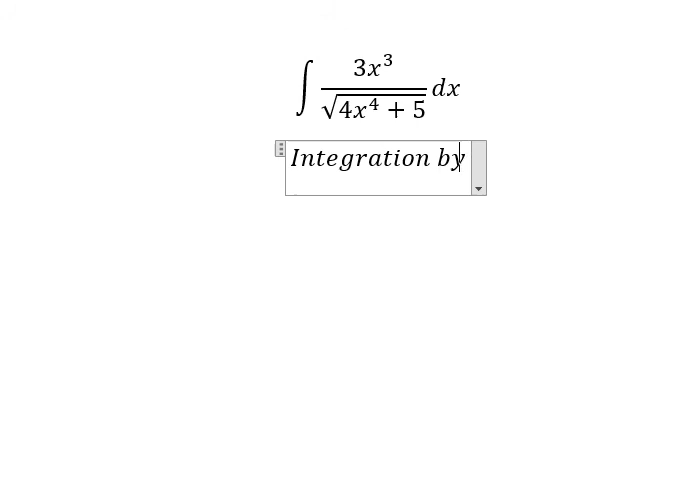 ∫ 3x³/√(4x⁴ + 5) dx
Integration by